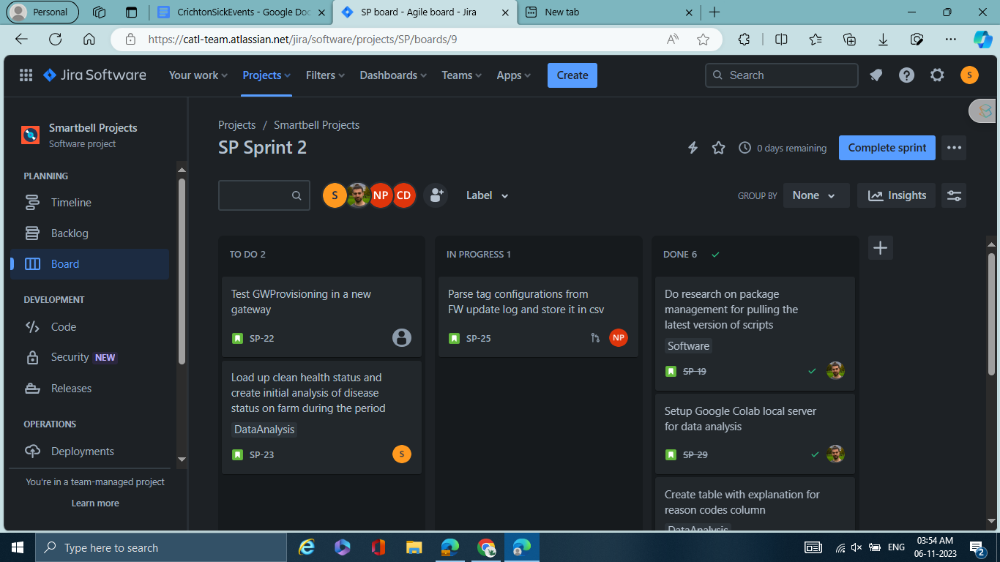 Personal
CrichtonSickEvents - Google Doc
SP board - Agile board - Jira
New tab
https://catl-team.atlassian.net/jira/software/projects/SP/boards/9
Jira Software
Your work
Projects
Filters
Dashboards
Teams
Apps
Create
Search
S
Smartbell Projects
Software project
PLANNING
Timeline
Backlog
Board
DEVELOPMENT
Code
Security NEW
Releases
OPERATIONS
Deployments
You're in a team-managed project
Learn more
Projects / Smartbell Projects
SP Sprint 2
0 days remaining
Complete sprint
S
NP
CD
Label
GROUP BY
None
Insights
TO DO 2
Test GWProvisioning in a new
gateway
SP-22
Load up clean health status and
create initial analysis of disease
status on farm during the period
DataAnalysis
SP-23
S
IN PROGRESS 1
Parse tag configurations from
FW update log and store it in csv
SP-25
NP
DONE 6
Do research on package
management for pulling the
latest version of scripts
Software
SP-19
Setup Google Colab local server
for data analysis
SP-29
Create table with explanation for
reason codes column
DataAnalysis
Type here to search
ENG
03:54 AM
06-11-2023
2